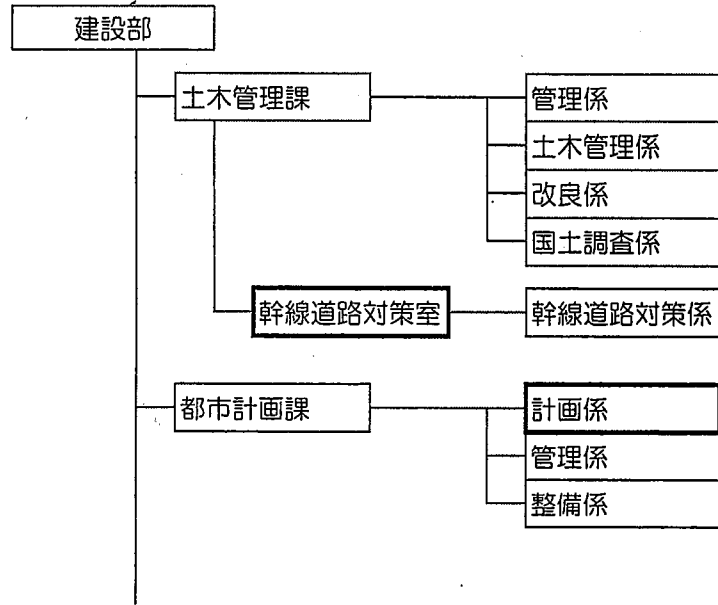 建設部
土木管理課
管理係
土木管理係
改良係
国土調査係
幹線道路対策室
幹線道路対策係
都市計画課
計画係
管理係
整備係